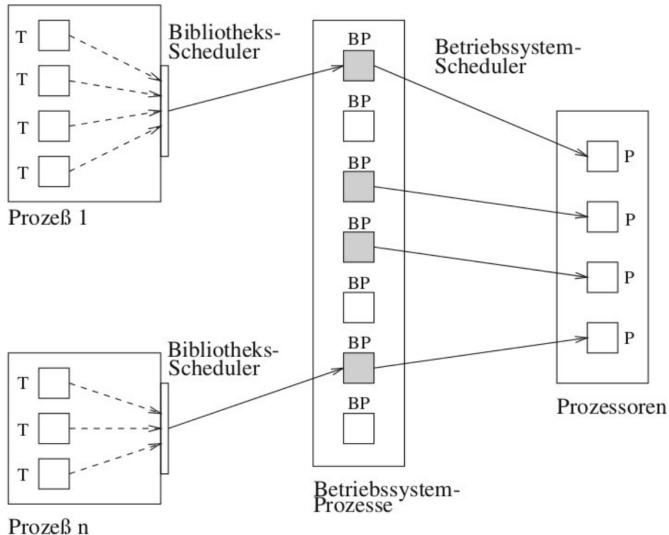 T
T
T
T
Prozeß 1
Bibliotheks-
Scheduler
T
T
T
Prozeß n
Bibliotheks-
Scheduler
BP
BP
BP
BP
BP
BP
BP
Betriebssystem-
Prozesse
Betriebssystem-
Scheduler
P
P
P
P
Prozessoren